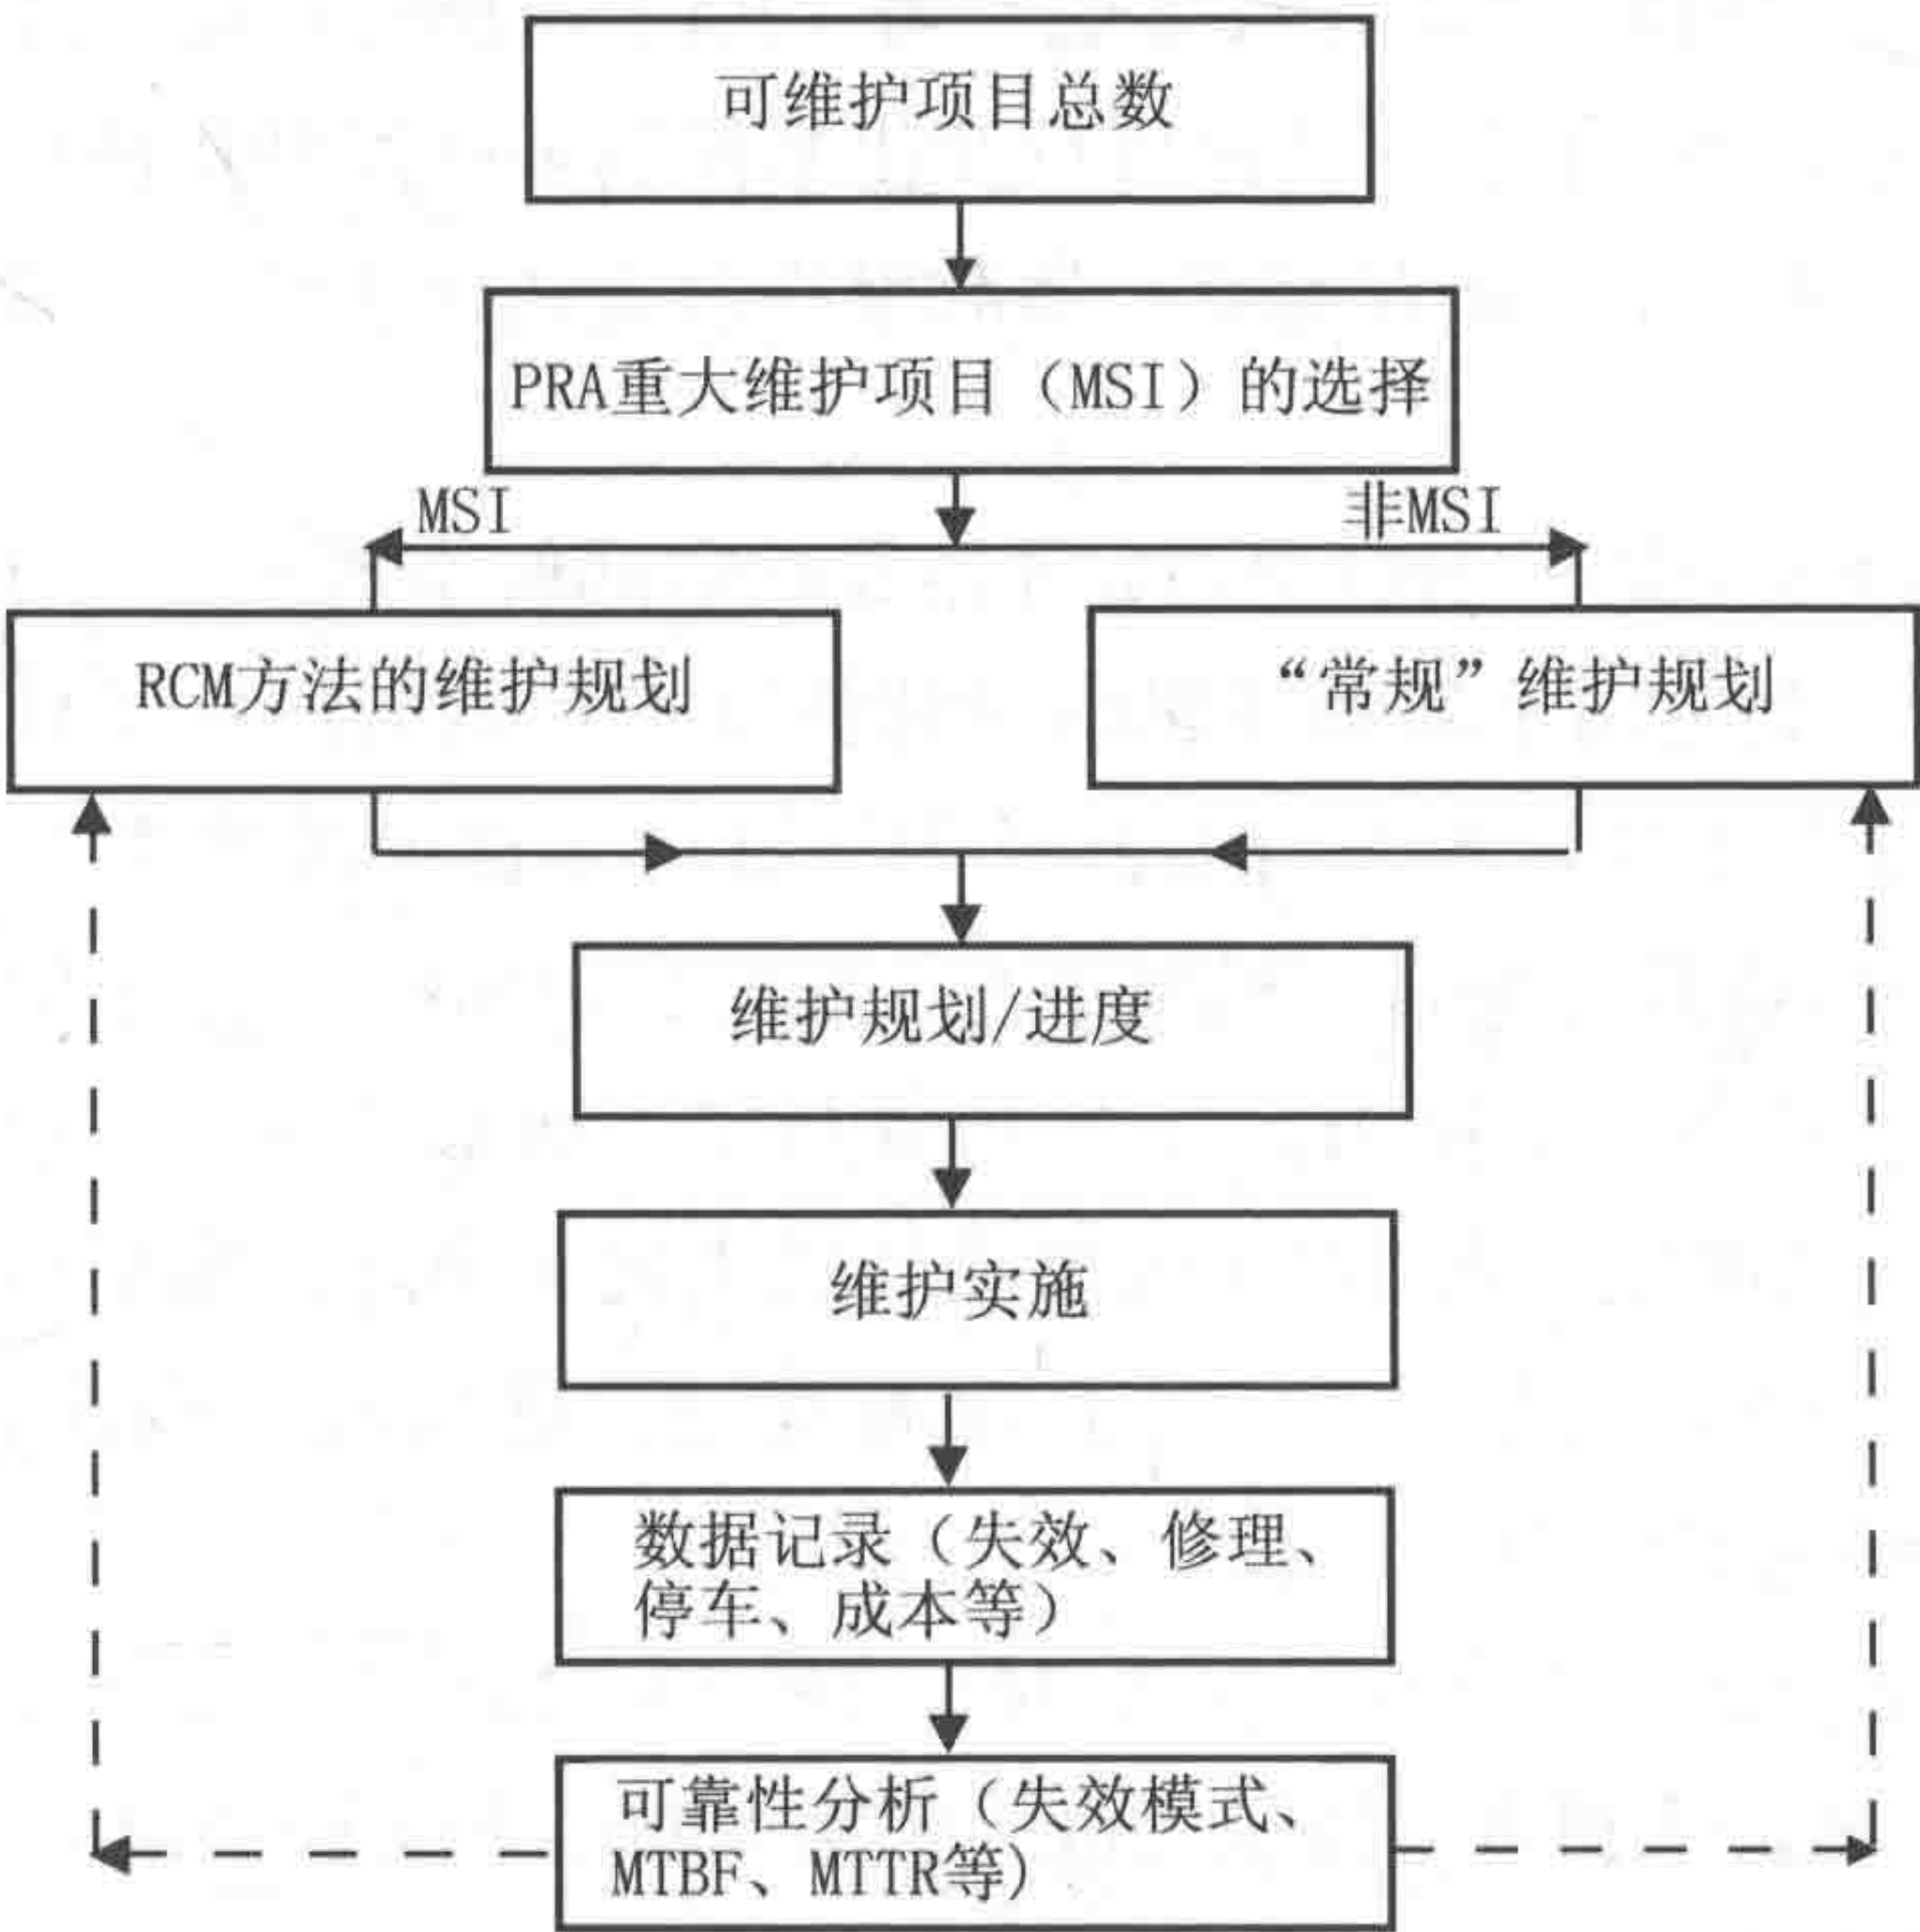 可维护项目总数
PRA重大维护项目（MSI）的选择
MSI
非MSI
RCM方法的维护规划
“常规”维护规划
维护规划/进度
维护实施
数据记录（失效、修理、
停车、成本等）
可靠性分析（失效模式、
MTBF、MTTR等)